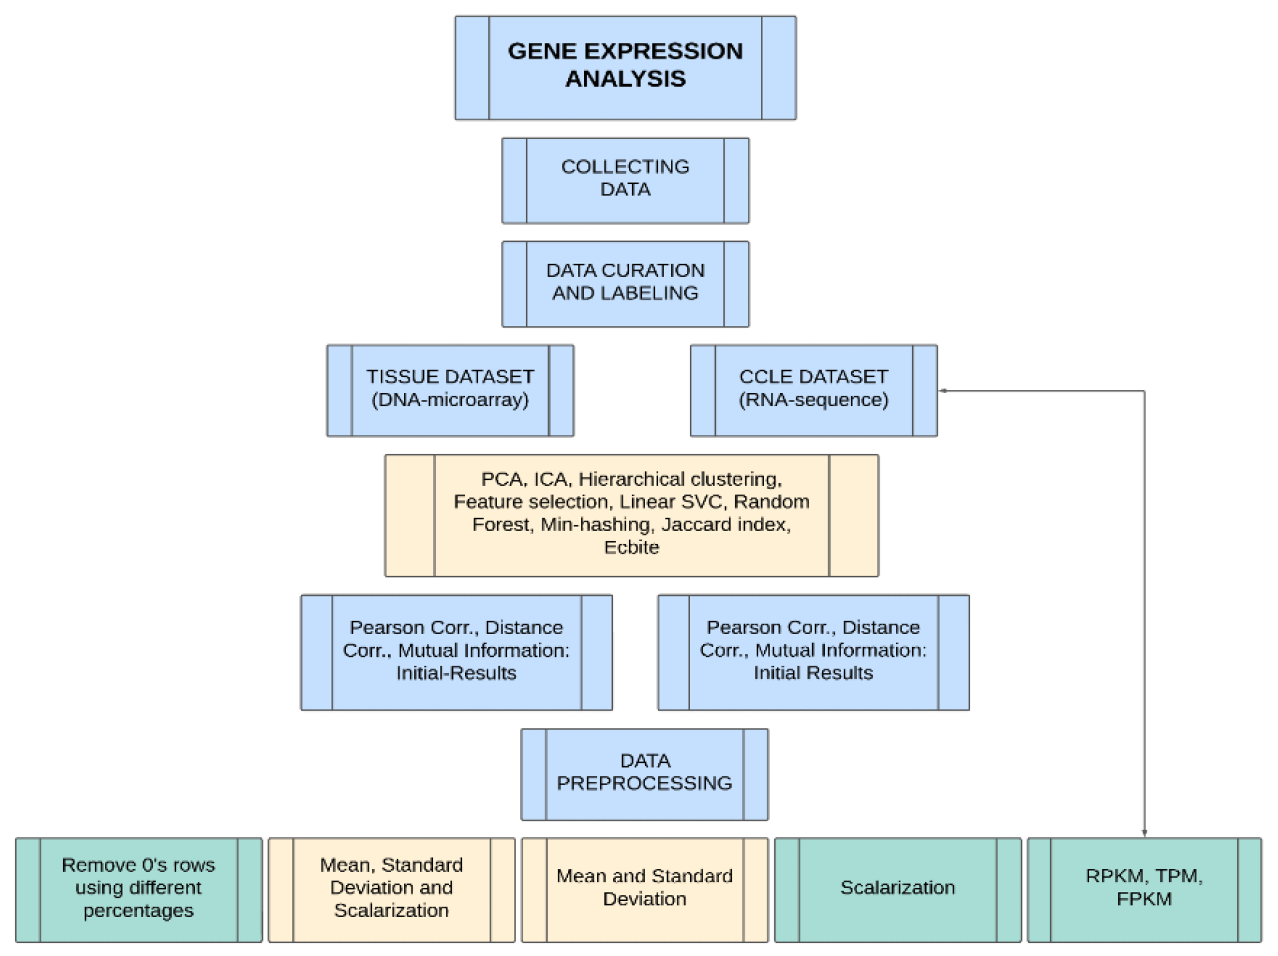 GENE EXPRESSION
ANALYSIS
COLLECTING
DATA
DATA CURATION
AND LABELING
TISSUE DATASET
(DNA-microarray)
CCLE DATASET
(RNA-sequence)
PCA, ICA, Hierarchical clustering,
Feature selection, Linear SVC, Random
Forest, Min-hashing, Jaccard index,
Ecbite
Pearson Corr., Distance
Corr., Mutual Information:
Initial-Results
Pearson Corr., Distance
Corr., Mutual Information:
Initial Results
DATA
PREPROCESSING
Remove 0's rows
using different
percentages
Mean, Standard
Deviation and
Scalarization
Mean and Standard
Deviation
Scalarization
RPKM, TPM,
FPKM